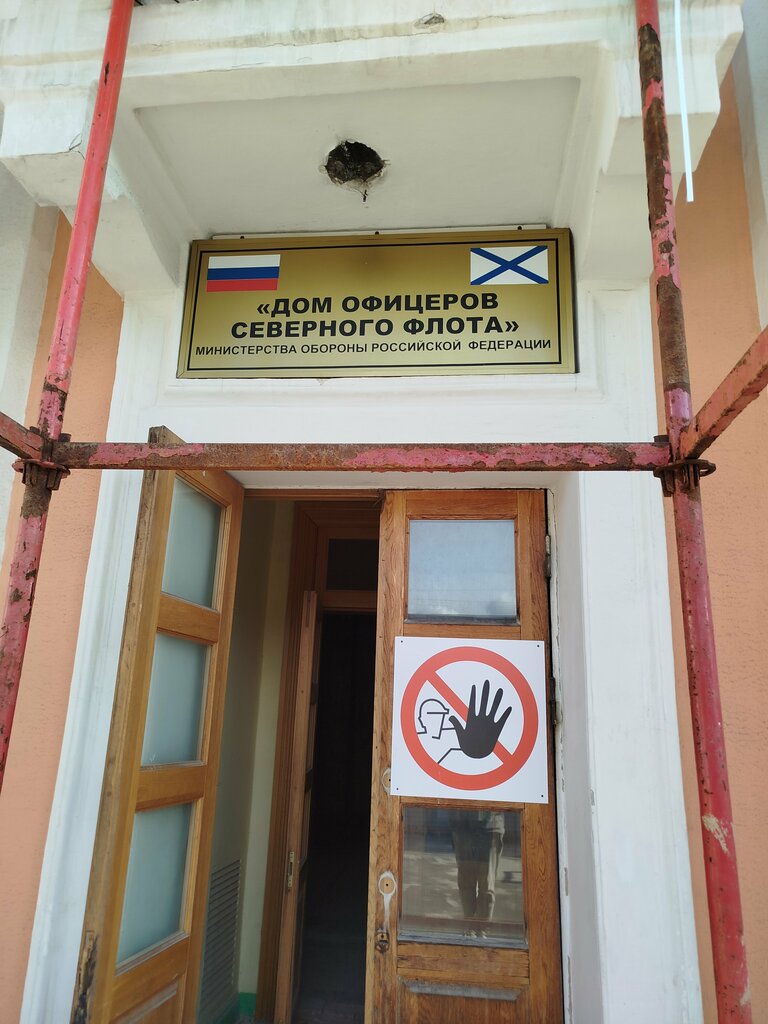 «ДОМ ОФИЦЕРОВ
СЕВЕРНОГО ФЛОТА»
МИНИСТЕРСТВА ОБОРОНЫ РОССИЙСКОЙ ФЕДЕРАЦИИ